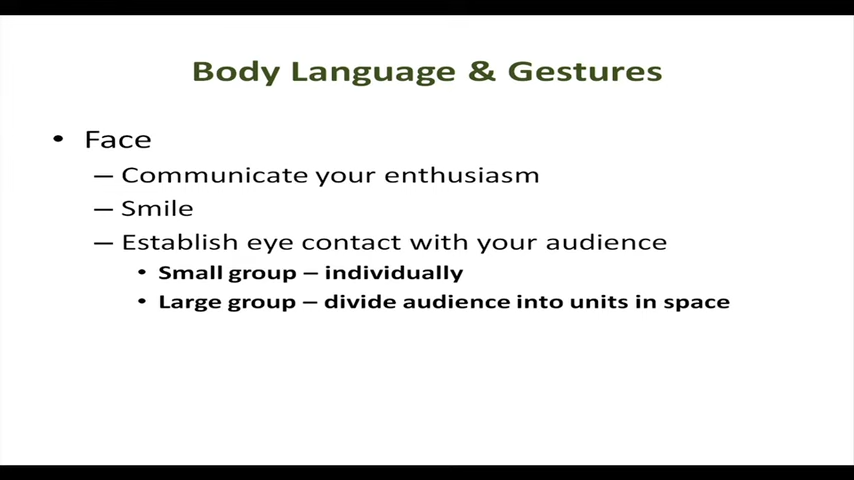 Body Language & Gestures
• Face
– Communicate your enthusiasm
– Smile
– Establish eye contact with your audience
• Small group – individually
• Large group – divide audience into units in space